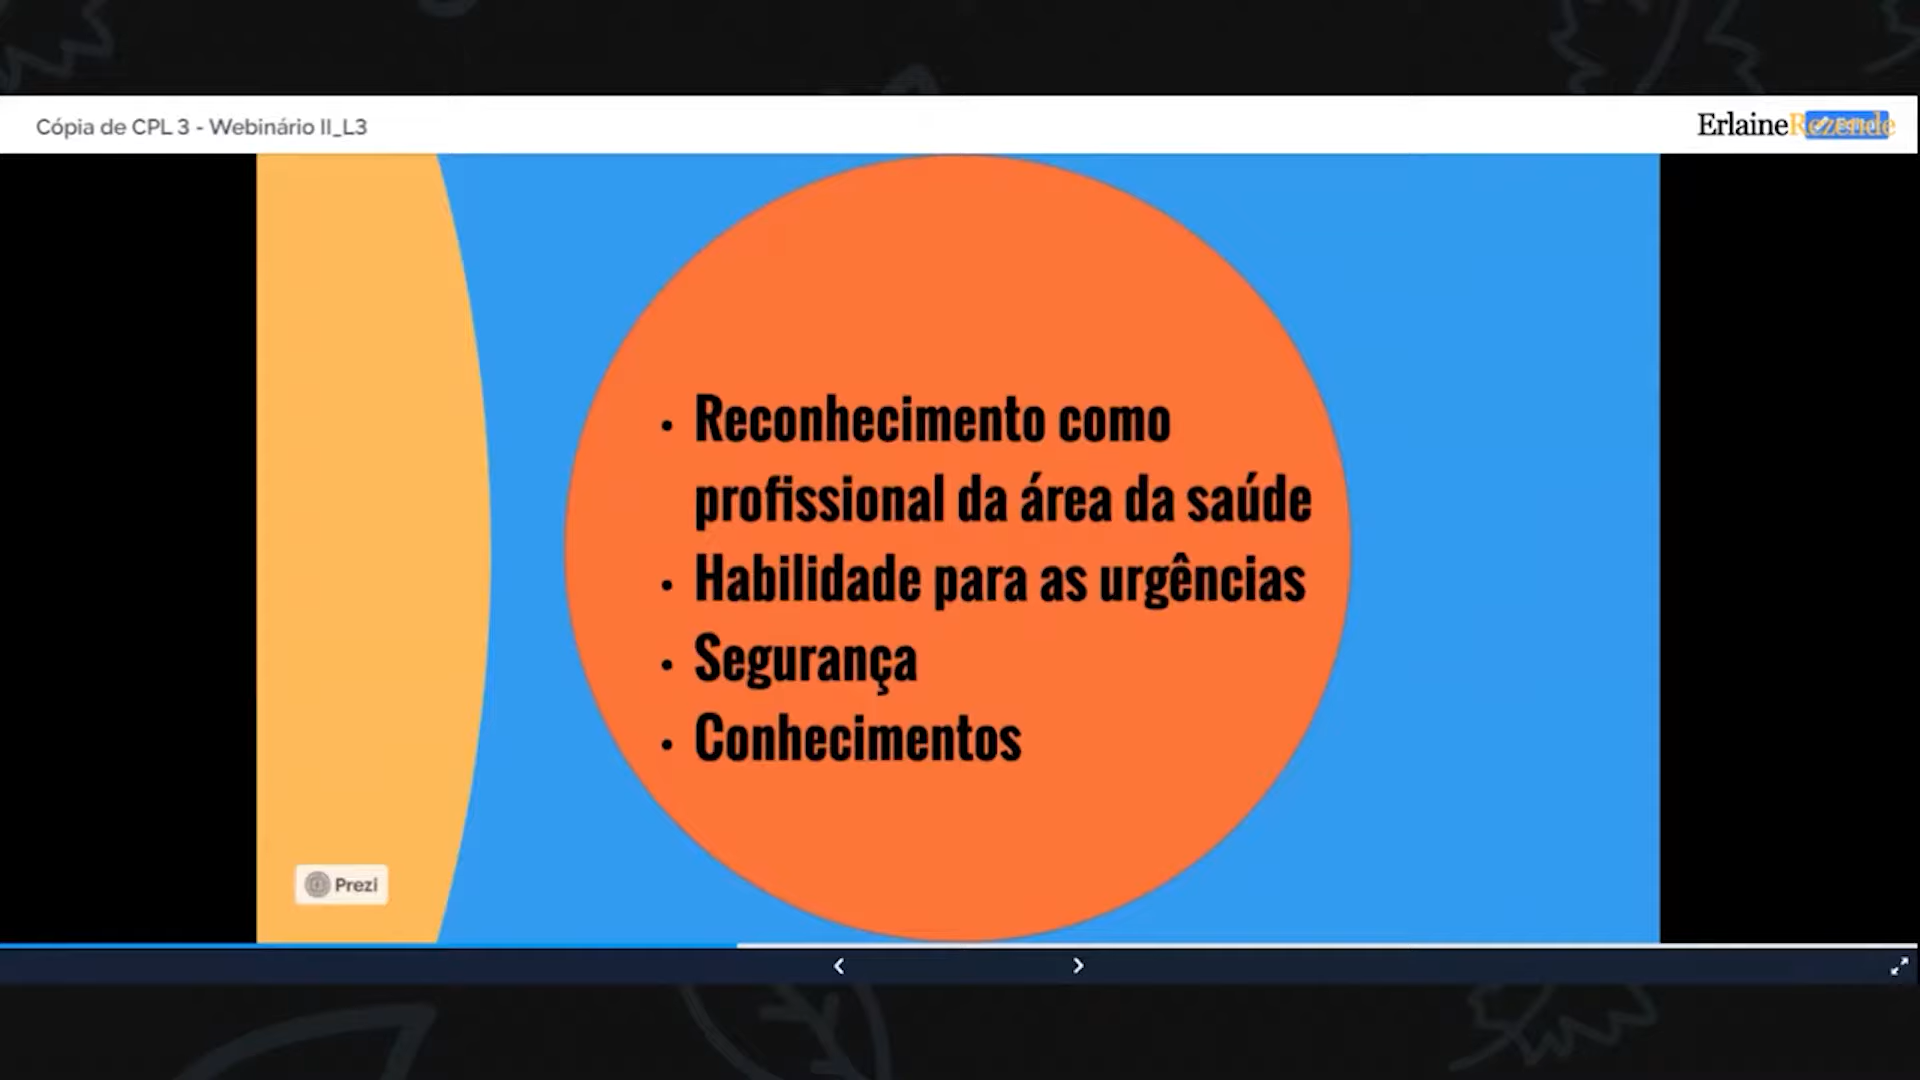 Cópia de CPL 3 - Webinário II_L3
ErlaineRezende
• Reconhecimento como
profissional da área da saúde
• Habilidade para as urgências
• Segurança
• Conhecimentos
Prezi